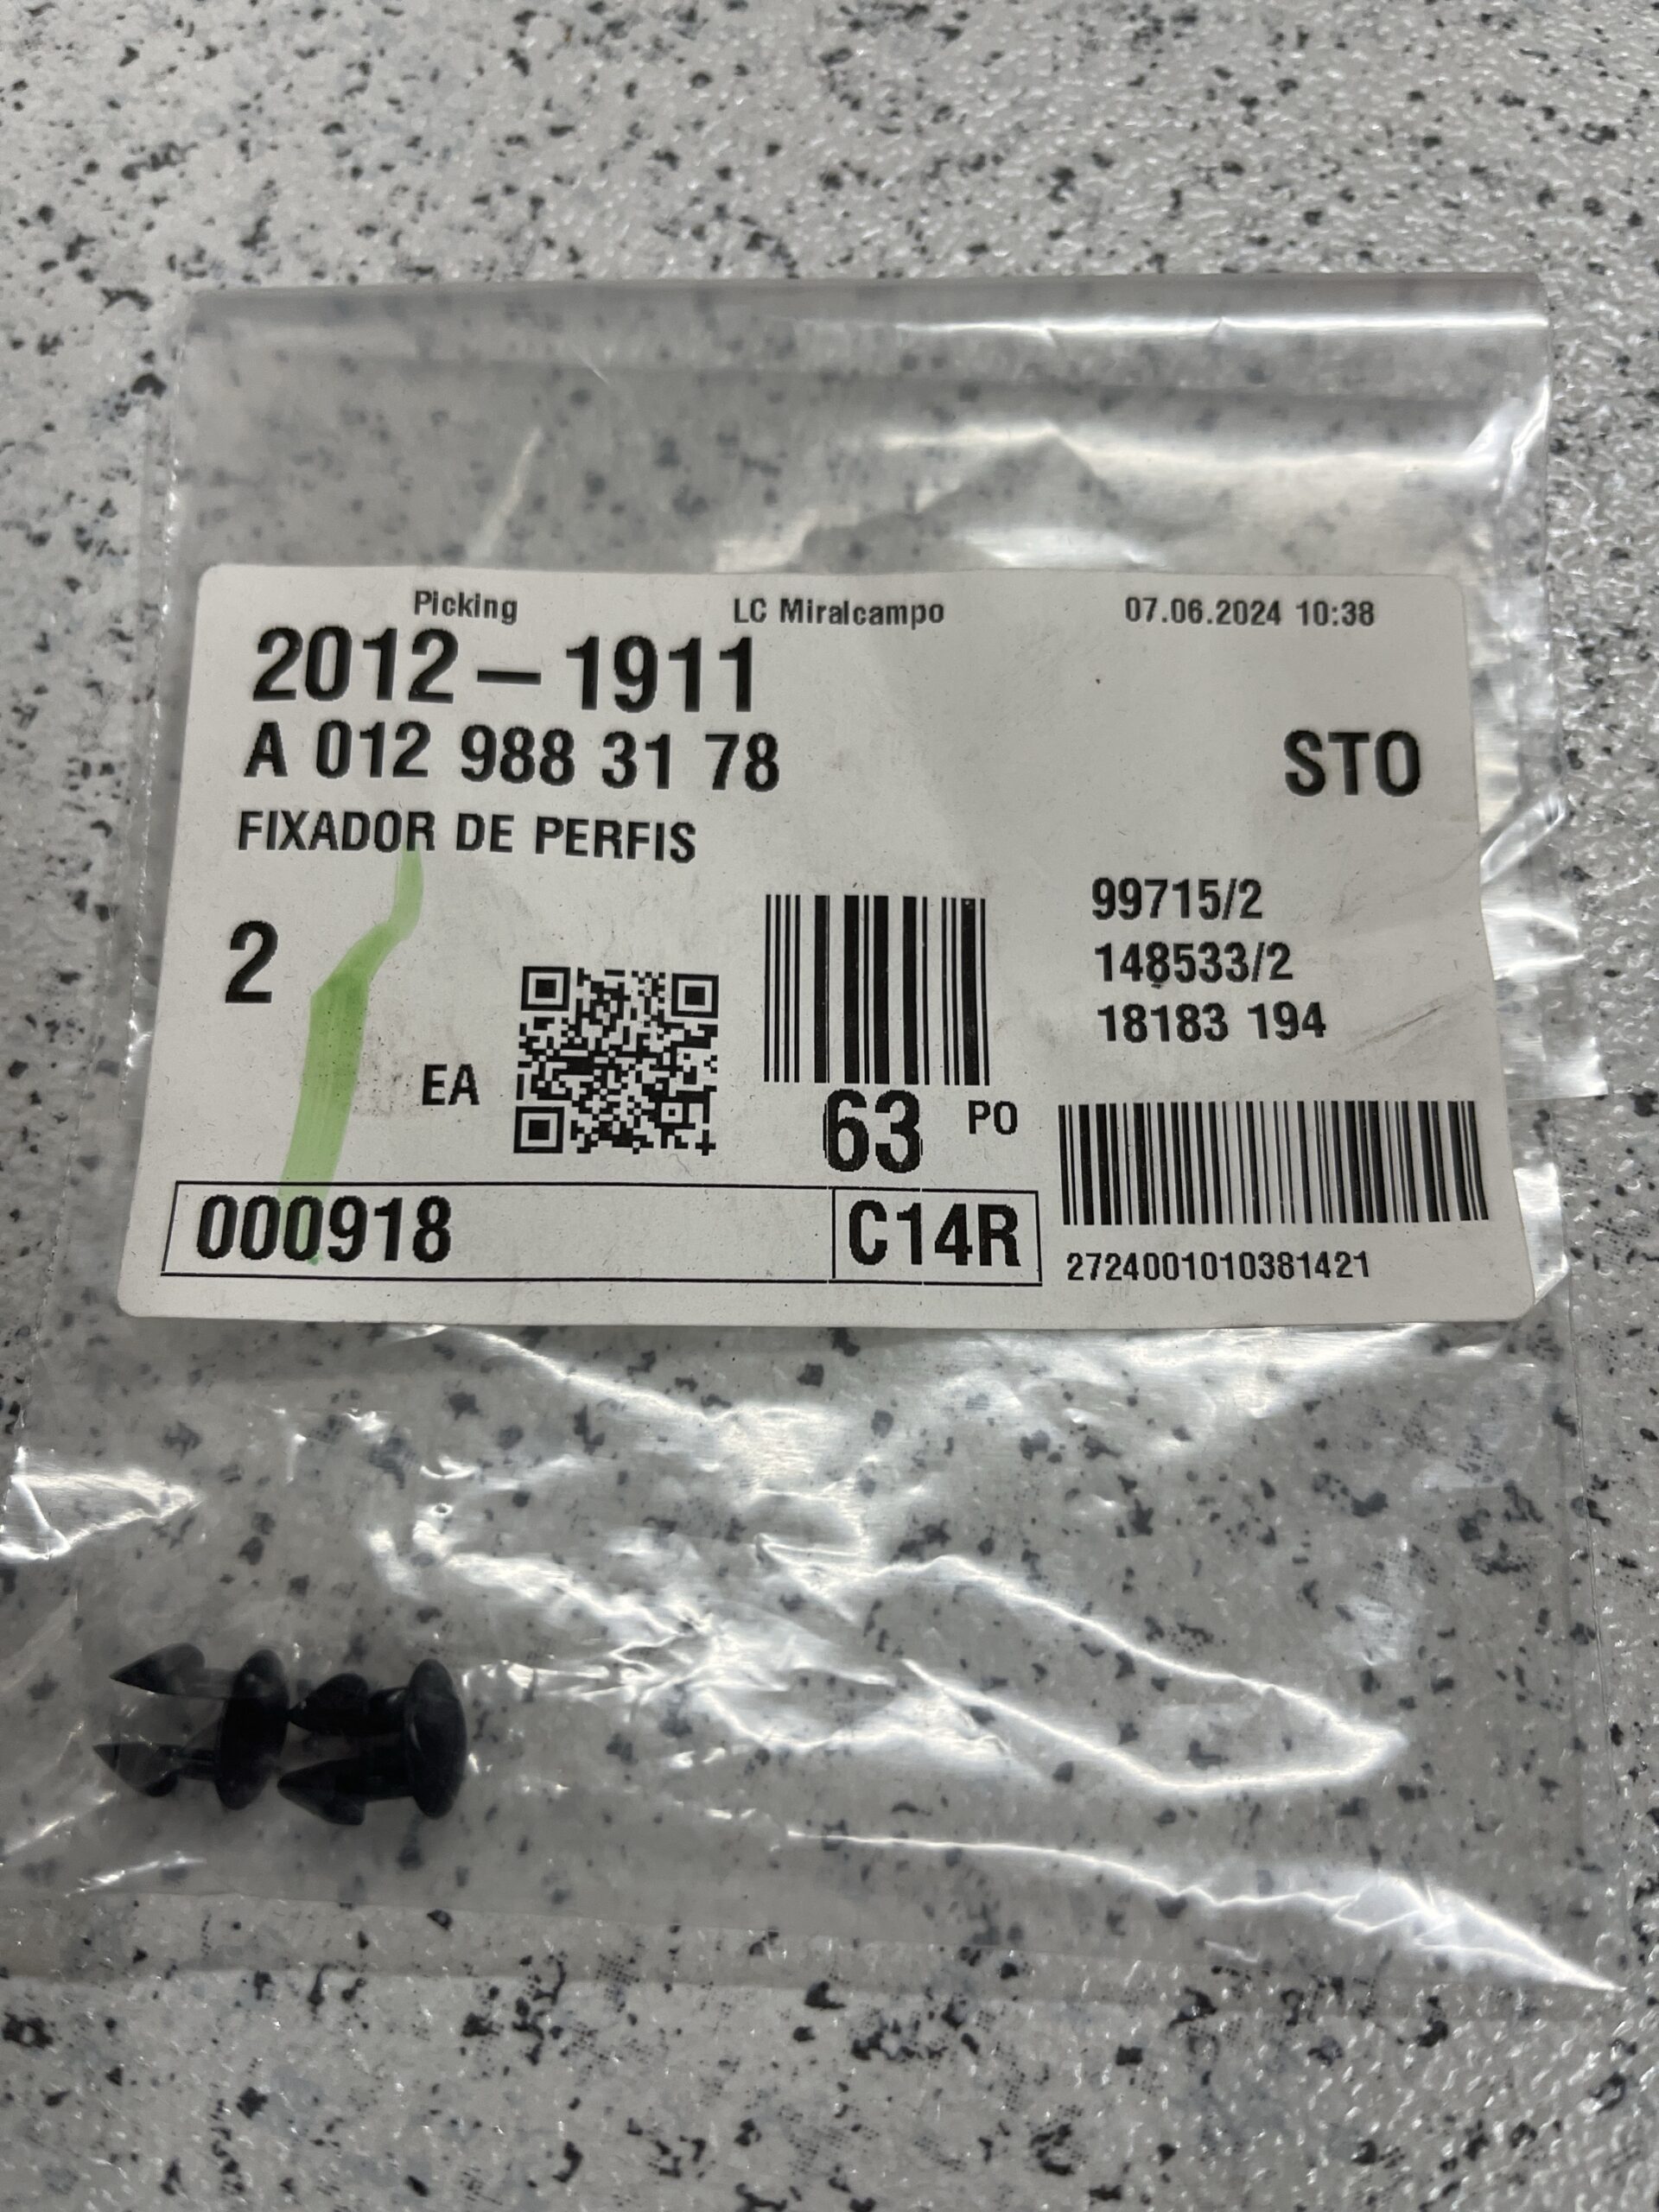 Picking LC Miralcampo 07.06.2024 10:38
2012 – 1911
A 012 988 31 78
STO
FIXADOR DE PERFIS
2
EA
63 PO
99715/2
148533/2
18183 194
000918
C14R
2724001010381421